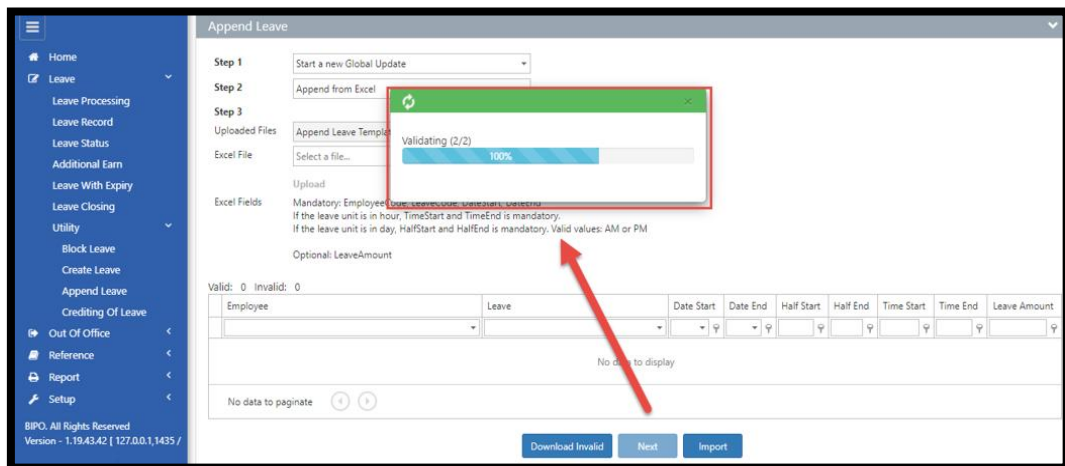 Append Leave
Home
Leave
Leave Processing
Leave Record
Leave Status
Additional Earn
Leave With Expiry
Leave Closing
Utility
Block Leave
Create Leave
Append Leave
Crediting Of Leave
Out Of Office
Reference
Report
Setup
BIPO. All Rights Reserved
Version - 1.19.43.42 [ 127.0.0.1,1435 /
Step 1
Start a new Global Update
Step 2
Append from Excel
Step 3
Uploaded Files
Append Leave Templat
Excel File
Select a file...
Upload
Validating (2/2)
100%
Excel Fields
Mandatory: EmployeeCode, LeaveCode, DateStart, DateEnd
If the leave unit is in hour, TimeStart and TimeEnd is mandatory.
If the leave unit is in day, HalfStart and HalfEnd is mandatory. Valid values: AM or PM
Optional: LeaveAmount
Valid: 0 Invalid: 0
Employee Leave Date Start Date End Half Start Half End Time Start Time End Leave Amount
No data to display
No data to paginate
Download Invalid Next Import